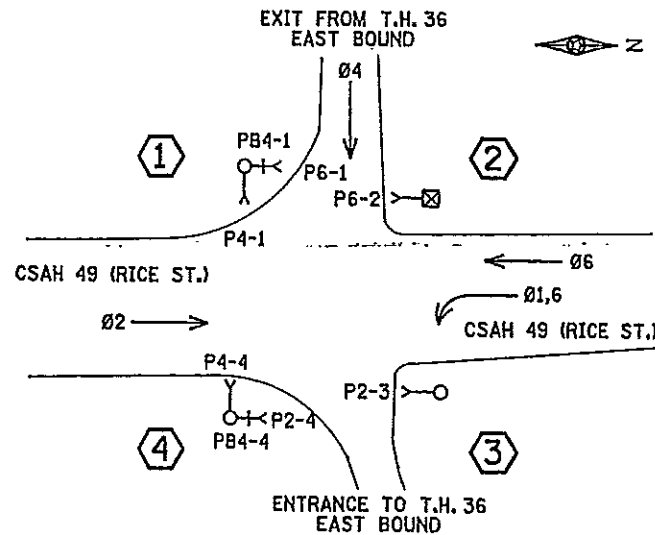 EXIT FROM T.H. 36
EAST BOUND
N
Ø4
1
PB4-1
P6-1
2
P6-2
P4-1
CSAH 49 (RICE ST.)
Ø6
Ø1,6
Ø2
CSAH 49 (RICE ST.)
P4-4
P2-3
P2-4
PB4-4
4
3
ENTRANCE TO T.H. 36
EAST BOUND